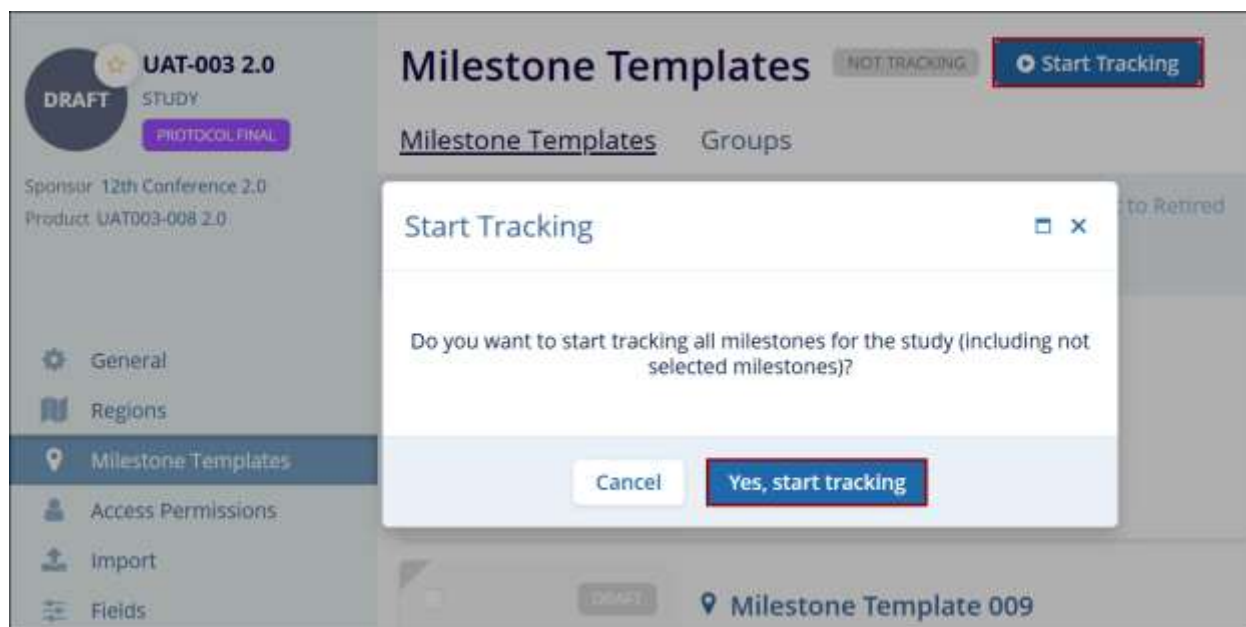 UAT-003 2.0
DRAFT
STUDY
PROTOCOL FINAL
Sponsor 12th Conference 2.0
Product UAT003-008 2.0
General
Regions
Milestone Templates
Access Permissions
Import
Fields
Milestone Templates
NOT TRACKING
Start Tracking
Milestone Templates
Groups
to Retired
Start Tracking
Do you want to start tracking all milestones for the study (including not
selected milestones)?
Cancel
Yes, start tracking
DRAFT
Milestone Template 009